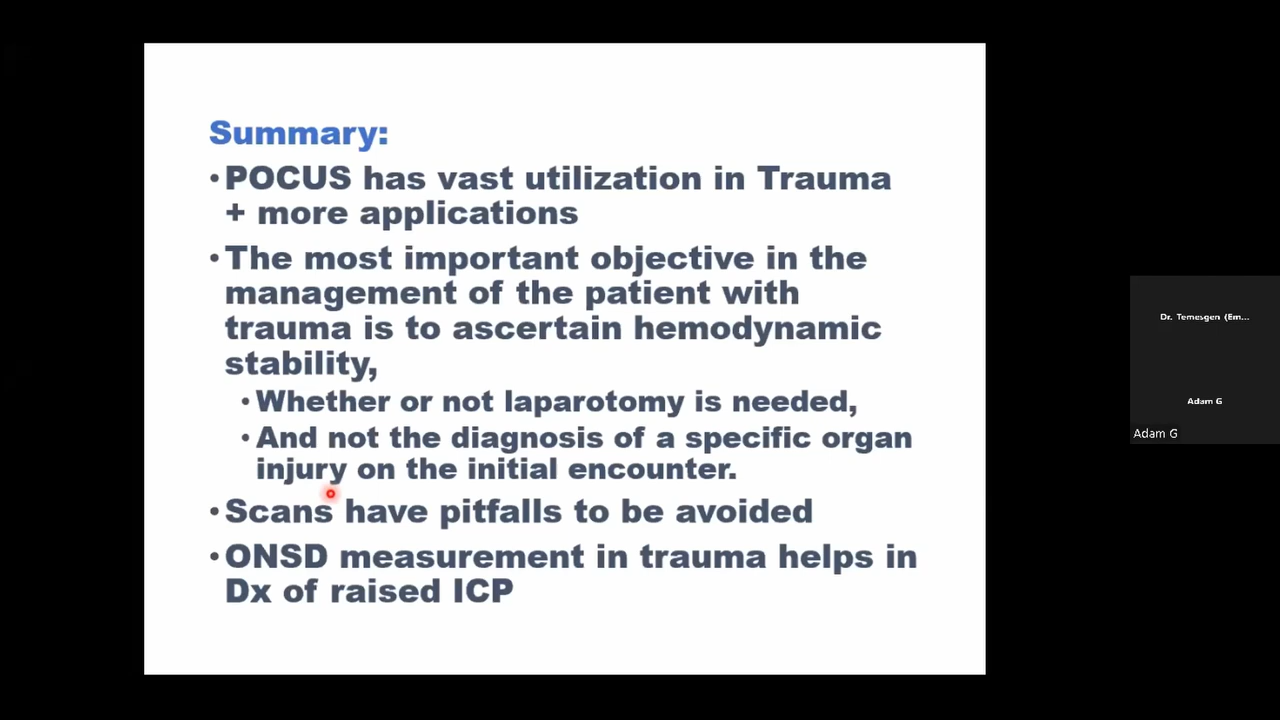 Summary:
• POCUS has vast utilization in Trauma
+ more applications
• The most important objective in the
management of the patient with
trauma is to ascertain hemodynamic
stability,
• Whether or not laparotomy is needed,
• And not the diagnosis of a specific organ
injury on the initial encounter.
• Scans have pitfalls to be avoided
• ONSD measurement in trauma helps in
Dx of raised ICP
Dr. Temesgen (Em...
Adam G
Adam G